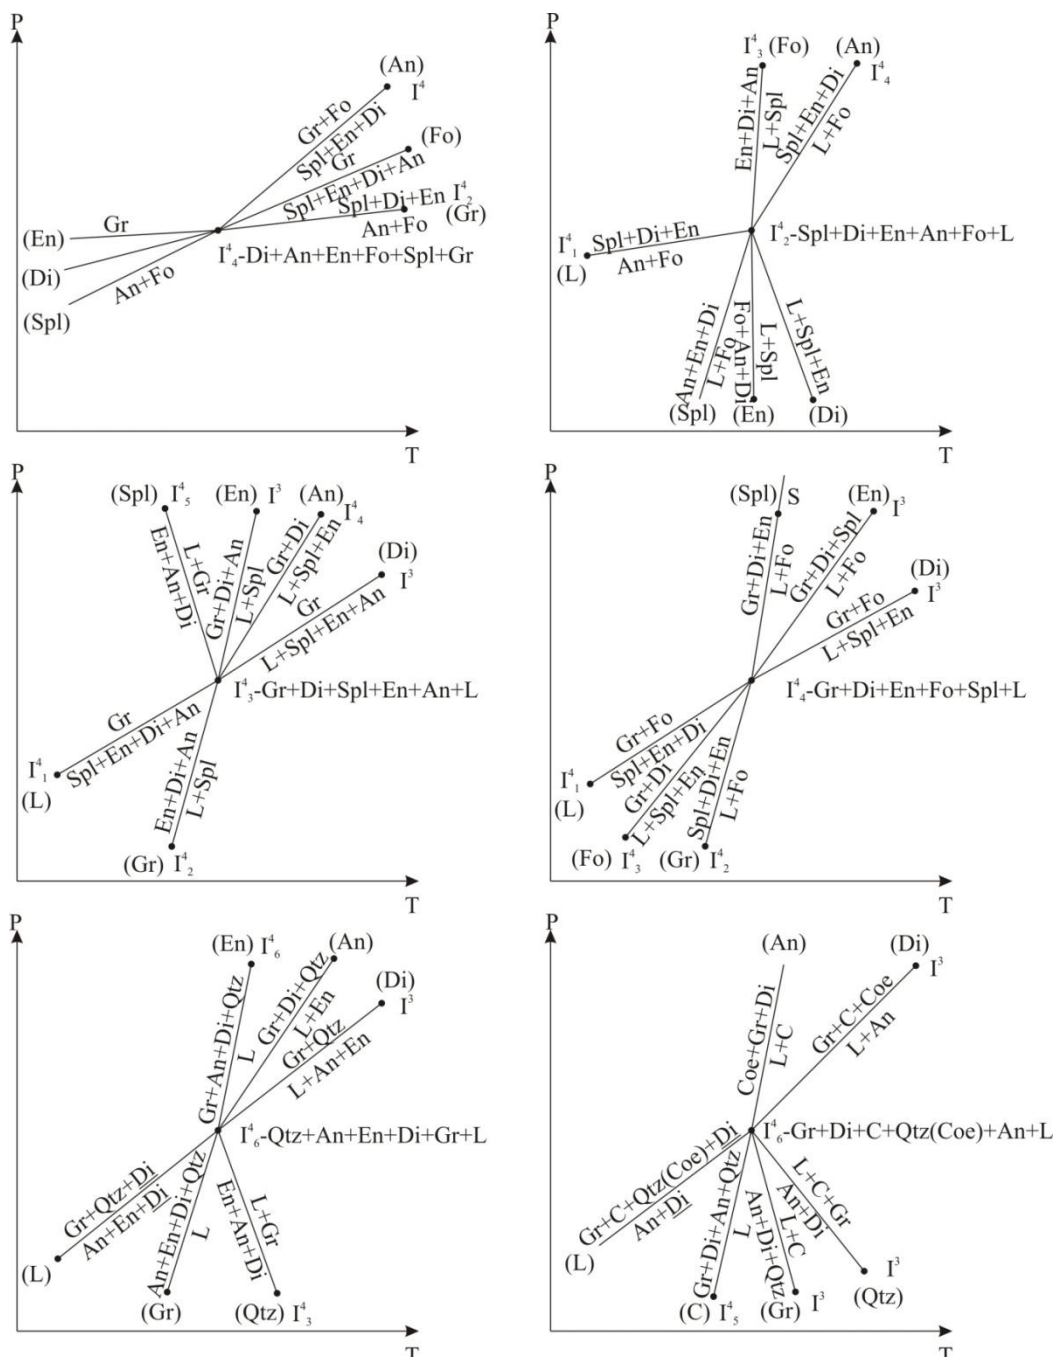 P
(An)
I⁴
Gr+Fo
Spl+En+Di
(Fo)
Gr
Spl+En+Di+An
Spl+Di+En I⁴₂
An+Fo
(Gr)
(En)
Gr
(Di)
(Spl)
An+Fo
I⁴₄-Di+An+En+Fo+Spl+Gr
T
P
I⁴₃ (Fo)
(An)
I⁴₄
En+Di+An
L+Spl
Spl+En+Di
L+Fo
I⁴₁
(L)
Spl+Di+En
An+Fo
I⁴₂-Spl+Di+En+An+Fo+L
An+En+Di
L+Fo
Fo+An+Di
L+Spl
L+Spl+En
(Spl)
(En)
(Di)
T
P
(Spl) I⁴₅
(En) I³
(An)
I⁴₄
(Di)
I³
En+An+Di
L+Gr
Gr+Di+An
L+Spl
Gr+Di
L+Spl+En
Gr
L+Spl+En+An
I⁴₃-Gr+Di+Spl+En+An+L
Gr
Spl+En+Di+An
I⁴₁
(L)
En+Di+An
L+Spl
(Gr) I⁴₂
T
P
(Spl) S
(En)
I³
(Di)
I³
Gr+Di+En
L+Fo
Gr+Di+Spl
L+Fo
Gr+Fo
L+Spl+En
I⁴₄-Gr+Di+En+Fo+Spl+L
Gr+Fo
Spl+En+Di
I⁴₁
(L)
Gr+Di
L+Spl+En
Spl+Di+En
L+Fo
(Fo) I⁴₃
(Gr) I⁴₂
T
P
(En) I⁴₆
(An)
(Di)
I³
Gr+An+Di+Qtz
L
Gr+Di+Qtz
L+En
Gr+Qtz
L+An+En
I⁴₆-Qtz+An+En+Di+Gr+L
Gr+Qtz+Di
An+En+Di
(L)
An+En+Di+Qtz
L
L+Gr
En+An+Di
(Gr)
(Qtz) I⁴₃
T
P
(An)
(Di)
I³
Coe+Gr+Di
L+C
Gr+C+Coe
L+An
I⁴₆-Gr+Di+C+Qtz(Coe)+An+L
Gr+C+Qtz(Coe)+Di
An+Di
(L)
Gr+Di+An+Qtz
L
An+Di+Qtz
L+C
L+C+Gr
An+Di
(C) I⁴₅
(Gr) I³
I³
(Qtz)
T